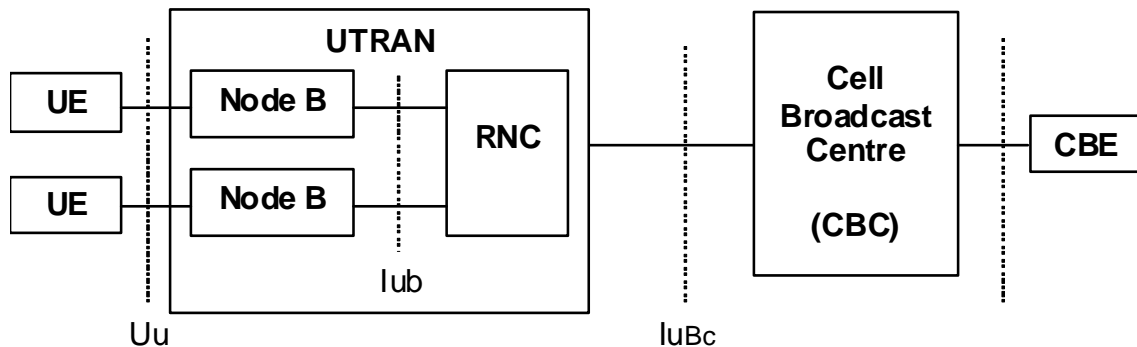 UTRAN
UE
Node B
RNC
Cell
Broadcast
Centre
(CBC)
CBE
UE
Node B
Iub
Uu
IuBc